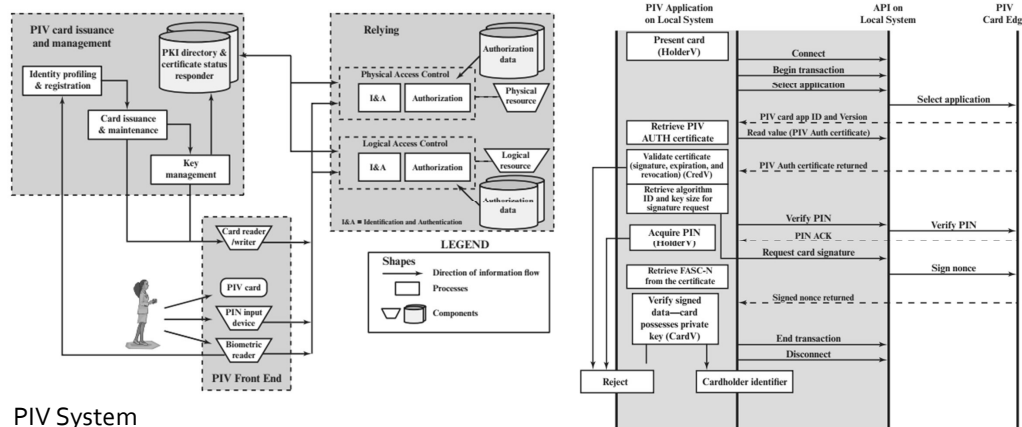 PIV card issuance
and management
PKI directory &
certificate status
responder
Identity profiling
& registration
Card issuance
& maintenance
Key
management
Relying
Authorization
data
Physical Access Control
I&A
Authorization
Physical
resource
Logical Access Control
I&A
Authorization
Logical
resource
Authorization
data
I&A = Identification and Authentication
Card reader
/writer
LEGEND
Shapes
Direction of information flow
Processes
Components
PIV card
PIN input
device
Biometric
reader
PIV Front End
PIV System
PIV Application
on Local System
API on
Local System
PIV
Card Edg
Present card
(HolderV)
Connect
Begin transaction
Select application
Select application
PIV card app ID and Version
Retrieve PIV
AUTH certificate
Read value (PIV Auth certificate)
Validate certificate
(signature, expiration, and
revocation) (CredV)
PIV Auth certificate returned
Retrieve algorithm
ID and key size for
signature request
Verify PIN
Verify PIN
Acquire PIN
(HolderV)
PIN ACK
Request card signature
Sign nonce
Retrieve FASC-N
from the certificate
Signed nonce returned
Verify signed
data—card
possesses private
key (CardV)
End transaction
Disconnect
Reject
Cardholder identifier